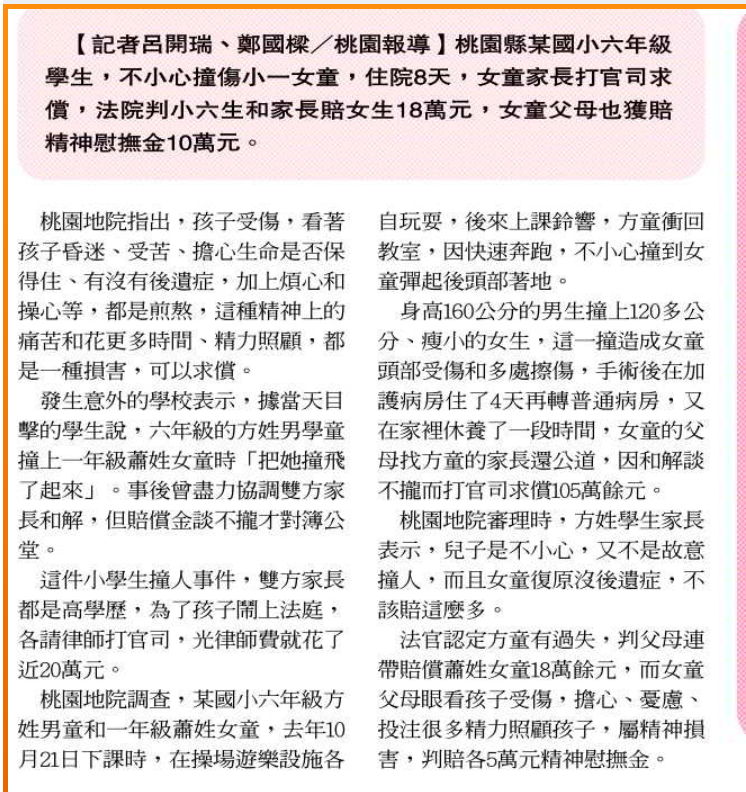 【記者呂開瑞、鄭國樑／桃園報導】桃園縣某國小六年級
學生，不小心撞傷小一女童，住院8天，女童家長打官司求
償，法院判小六生和家長賠女生18萬元，女童父母也獲賠
精神慰撫金10萬元。
桃園地院指出，孩子受傷，看著
孩子昏迷、受苦、擔心生命是否保
得住、有沒有後遺症，加上煩心和
操心等，都是煎熬，這種精神上的
痛苦和花更多時間、精力照顧，都
是一種損害，可以求償。
發生意外的學校表示，據當天目
擊的學生說，六年級的方姓男學童
撞上一年級蕭姓女童時「把她撞飛
了起來」。事後曾盡力協調雙方家
長和解，但賠償金談不攏才對簿公
堂。
這件小學生撞人事件，雙方家長
都是高學歷，為了孩子鬧上法庭，
各請律師打官司，光律師費就花了
近20萬元。
桃園地院調查，某國小六年級方
姓男童和一年級蕭姓女童，去年10
月21日下課時，在操場遊樂設施各
自玩耍，後來上課鈴響，方童衝回
教室，因快速奔跑，不小心撞到女
童彈起後頭部著地。
身高160公分的男生撞上120多公
分、瘦小的女生，這一撞造成女童
頭部受傷和多處擦傷，手術後在加
護病房住了4天再轉普通病房，又
在家裡休養了一段時間，女童的父
母找方童的家長還公道，因和解談
不攏而打官司求償105萬餘元。
桃園地院審理時，方姓學生家長
表示，兒子是不小心，又不是故意
撞人，而且女童復原沒後遺症，不
該賠這麼多。
法官認定方童有過失，判父母連
帶賠償蕭姓女童18萬餘元，而女童
父母眼看孩子受傷，擔心、憂慮、
投注很多精力照顧孩子，屬精神損
害，判賠各5萬元精神慰撫金。